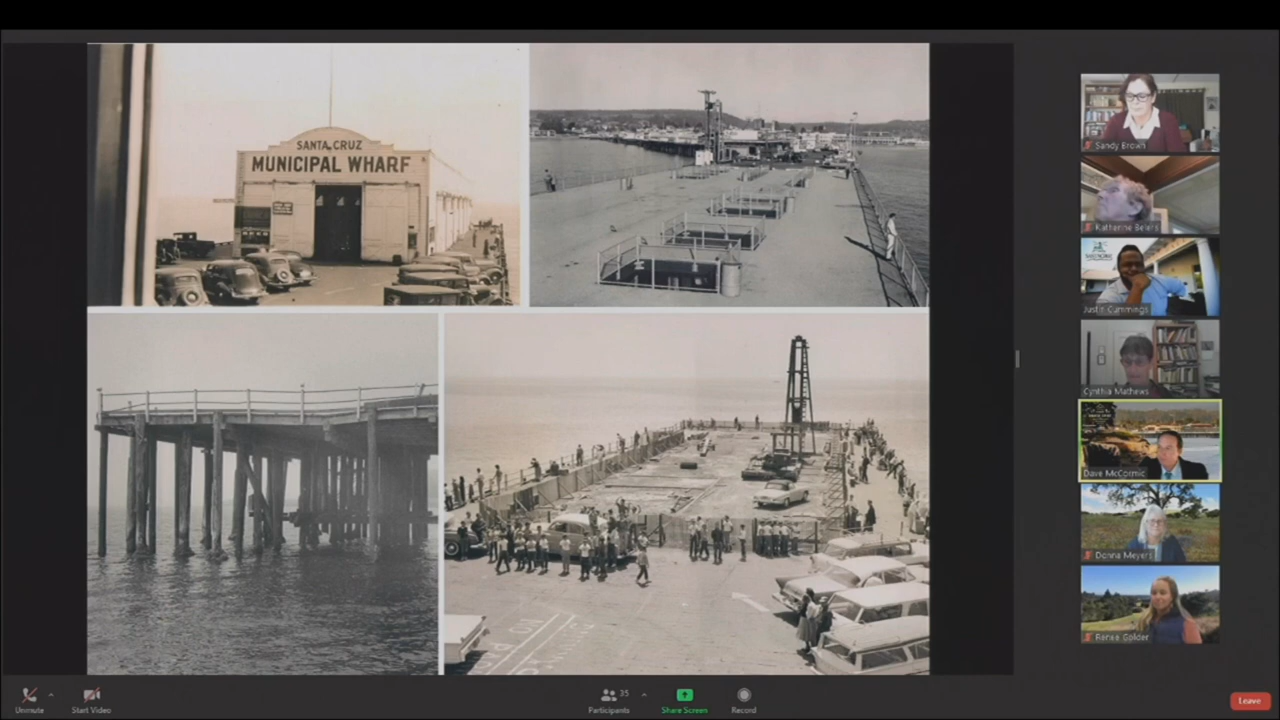 SANTA CRUZ
MUNICIPAL WHARF
NO
Sandy Brown
Katherine Beiers
Justin Cummings
Cynthia Mathews
Dave McCormic
Donna Meyers
Renee Golder
Unmute
Start Video
35
Participants
Share Screen
Record
Leave